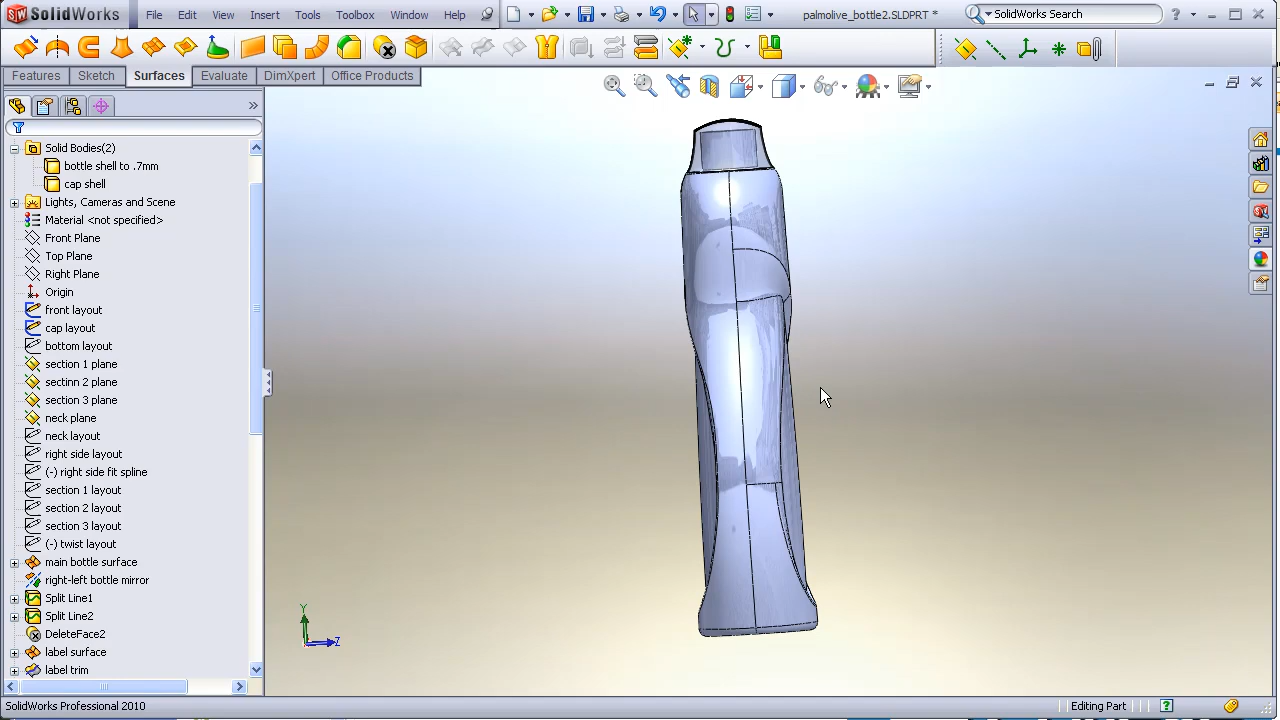 SolidWorks File Edit View Insert Tools Toolbox Window Help palmolive_bottle2.SLDPRT * SolidWorks Search
Features Sketch Surfaces Evaluate DimXpert Office Products
Solid Bodies(2)
bottle shell to .7mm
cap shell
Lights, Cameras and Scene
Material <not specified>
Front Plane
Top Plane
Right Plane
Origin
front layout
cap layout
bottom layout
section 1 plane
section 2 plane
section 3 plane
neck plane
neck layout
right side layout
(-) right side fit spline
section 1 layout
section 2 layout
section 3 layout
(-) twist layout
main bottle surface
right-left bottle mirror
Split Line1
Split Line2
DeleteFace2
label surface
label trim
Y
Z
SolidWorks Professional 2010 Editing Part